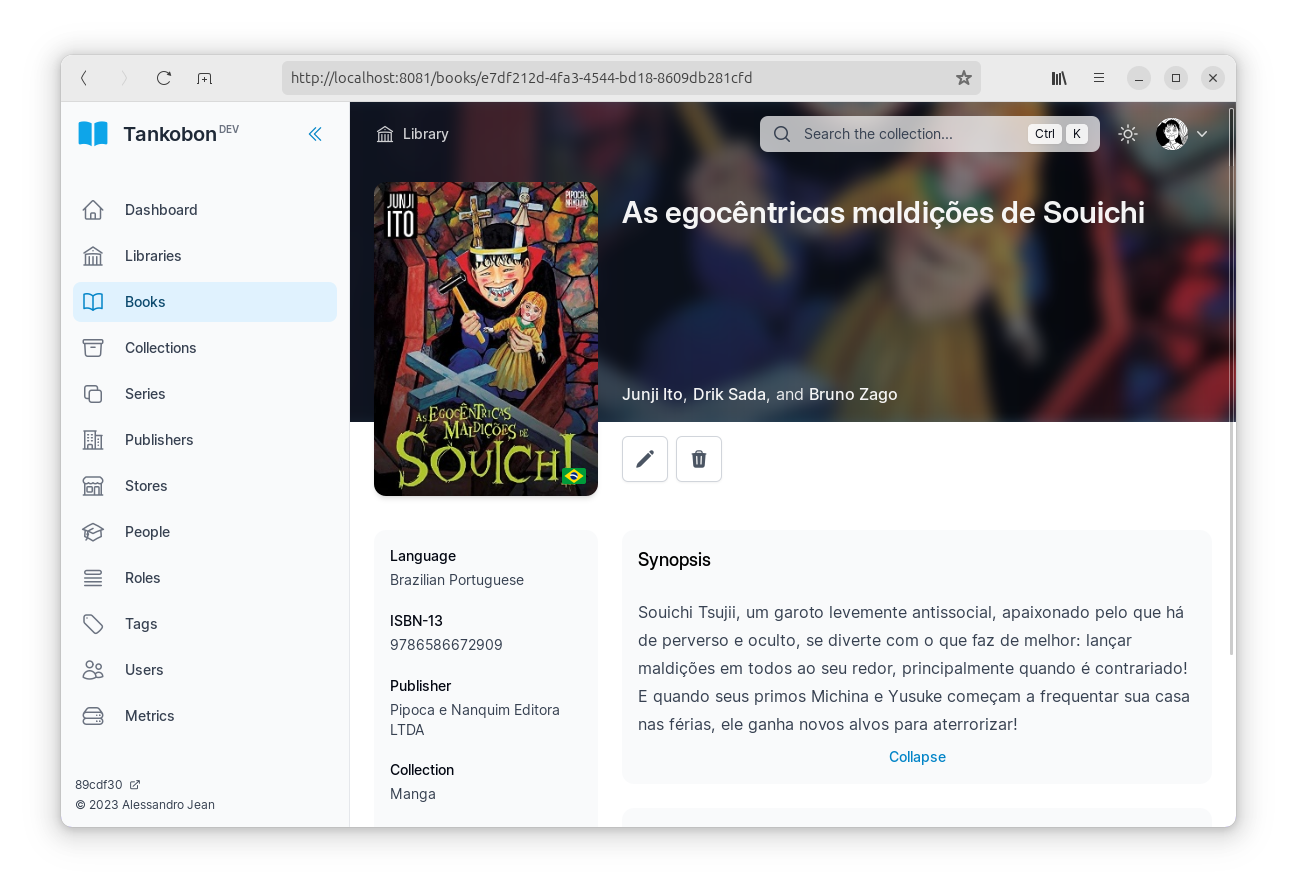 http://localhost:8081/books/e7df212d-4fa3-4544-bd18-8609db281cfd
Tankobon DEV
Dashboard
Libraries
Books
Collections
Series
Publishers
Stores
People
Roles
Tags
Users
Metrics
89cdf30
© 2023 Alessandro Jean
Library
Search the collection...
Ctrl
K
JUNJI
ITO
PIPOCA &
NANQUIM
AS EGOCÊNTRICAS
MALDIÇÕES DE
SOUICHI
As egocêntricas maldições de Souichi
Junji Ito, Drik Sada, and Bruno Zago
Language
Brazilian Portuguese
ISBN-13
9786586672909
Publisher
Pipoca e Nanquim Editora
LTDA
Collection
Manga
Synopsis
Souichi Tsujii, um garoto levemente antissocial, apaixonado pelo que há
de perverso e oculto, se diverte com o que faz de melhor: lançar
maldições em todos ao seu redor, principalmente quando é contrariado!
E quando seus primos Michina e Yusuke começam a frequentar sua casa
nas férias, ele ganha novos alvos para aterrorizar!
Collapse